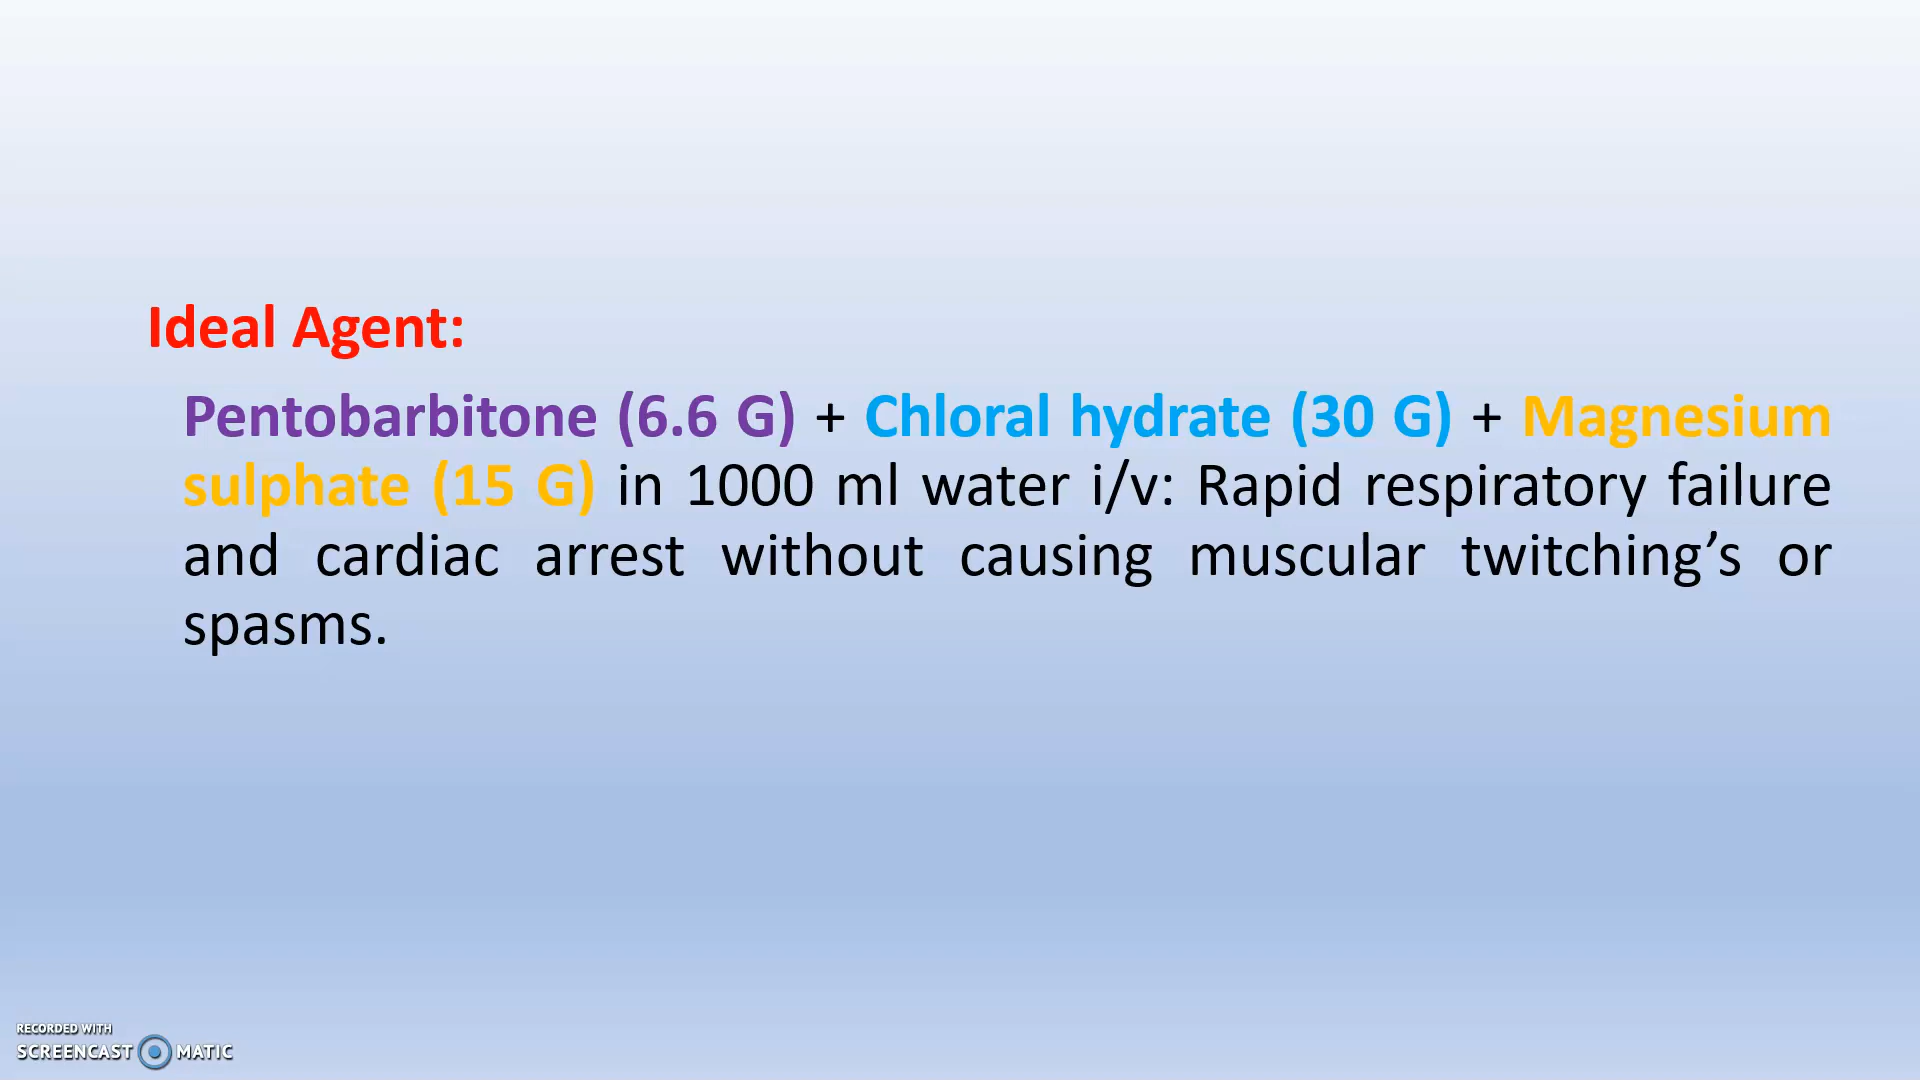 Ideal Agent:
Pentobarbitone (6.6 G) + Chloral hydrate (30 G) + Magnesium
sulphate (15 G) in 1000 ml water i/v: Rapid respiratory failure
and cardiac arrest without causing muscular twitching’s or
spasms.
RECORDED WITH
SCREENCAST MATIC